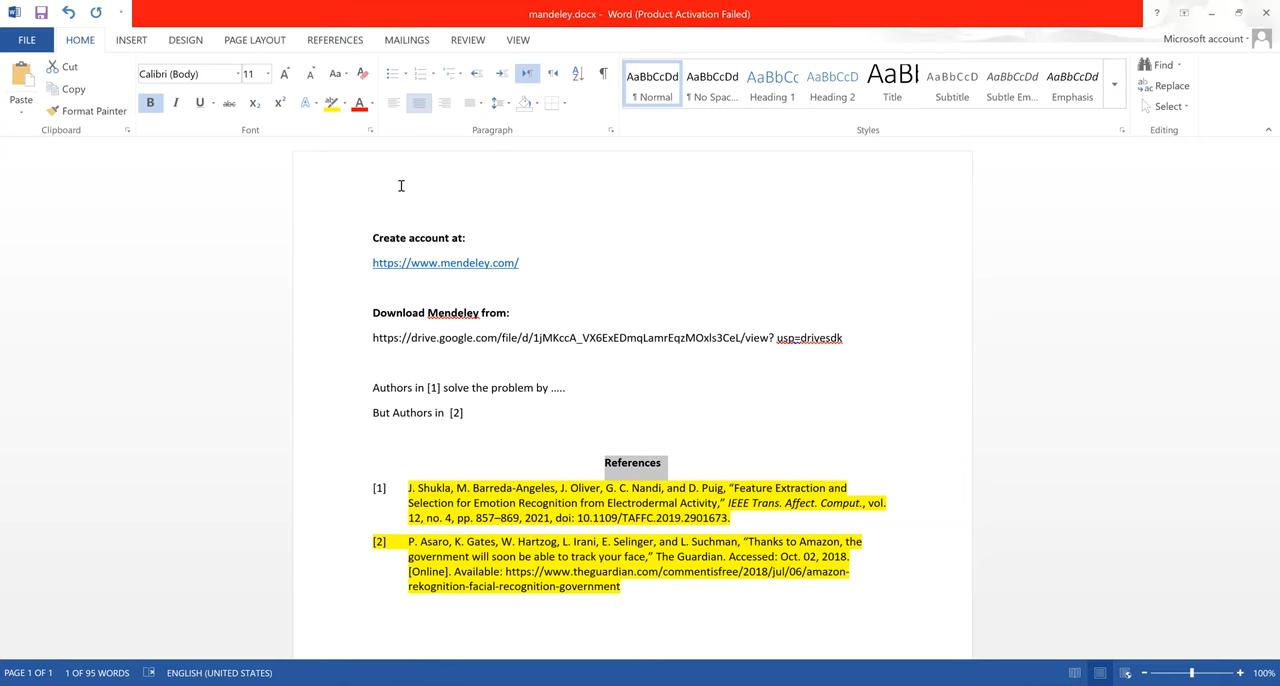 mandeley.docx - Word (Product Activation Failed)
?
FILE HOME INSERT DESIGN PAGE LAYOUT REFERENCES MAILINGS REVIEW VIEW Microsoft account
Paste
Cut
Copy
Format Painter
Clipboard
Calibri (Body) 11
Font
Paragraph
AaBbCcDd ¶ Normal
AaBbCcDd ¶ No Spac...
AaBbCc Heading 1
AaBbCcDd Heading 2
AaBl Title
AaBbCcD Subtitle
AaBbCcDd Subtle Em...
AaBbCcDd Emphasis
Styles
Find
Replace
Select
Editing
Create account at:
https://www.mendeley.com/
Download Mendeley from:
https://drive.google.com/file/d/1jMKccA_VX6ExEDmqLamrEqzMOxls3CeL/view? usp=drivesdk
Authors in [1] solve the problem by .....
But Authors in  [2]
References
[1] J. Shukla, M. Barreda-Angeles, J. Oliver, G. C. Nandi, and D. Puig, “Feature Extraction and
Selection for Emotion Recognition from Electrodermal Activity,” IEEE Trans. Affect. Comput., vol.
12, no. 4, pp. 857–869, 2021, doi: 10.1109/TAFFC.2019.2901673.
[2] P. Asaro, K. Gates, W. Hartzog, L. Irani, E. Selinger, and L. Suchman, “Thanks to Amazon, the
government will soon be able to track your face,” The Guardian. Accessed: Oct. 02, 2018.
[Online]. Available: https://www.theguardian.com/commentisfree/2018/jul/06/amazon-
rekognition-facial-recognition-government
PAGE 1 OF 1 1 OF 95 WORDS ENGLISH (UNITED STATES) 100%